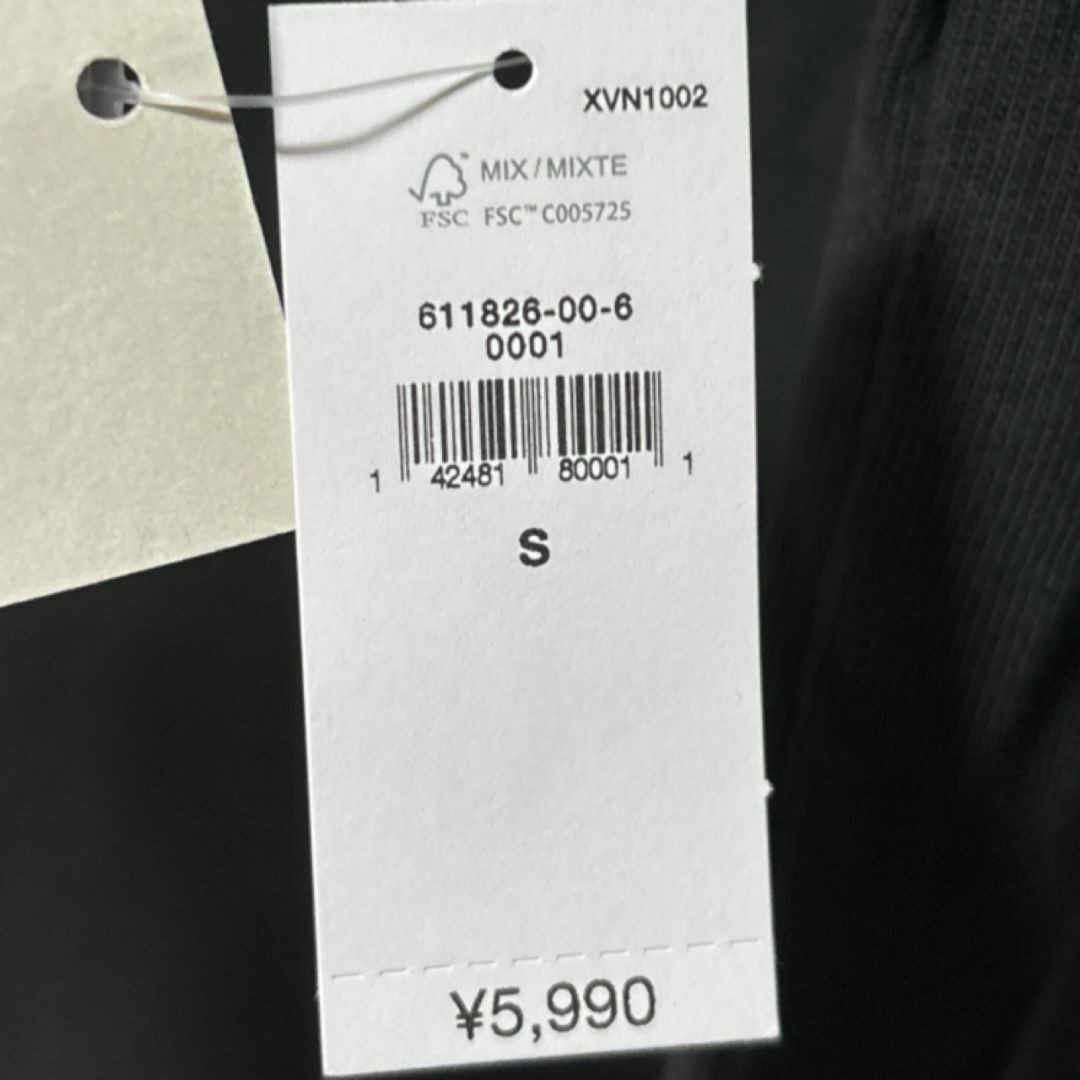 XVN1002
MIX/MIXTE
FSC FSC™ C005725
611826-00-6
0001
1 42481 80001 1
S
¥5,990